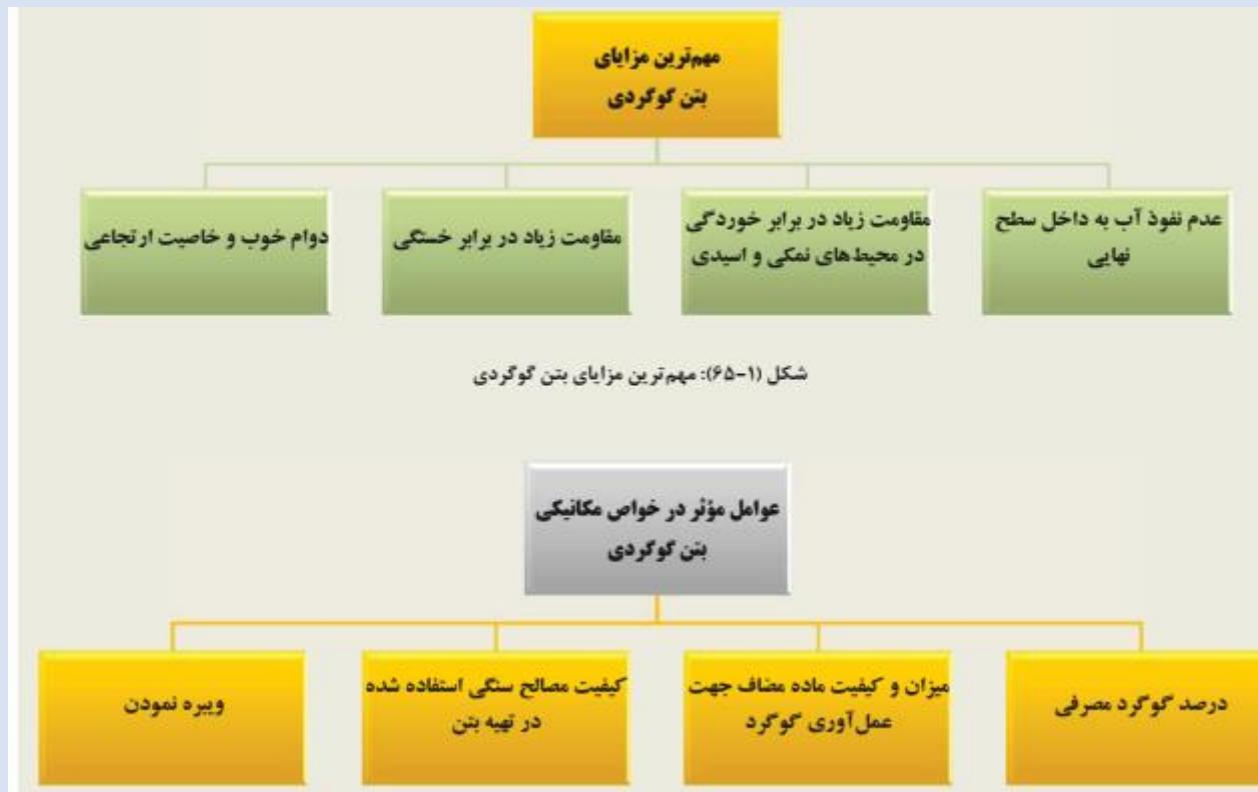 مهم‌ترین مزایای
بتن گوگردی
عدم نفوذ آب به داخل سطح
نهایی
مقاومت زیاد در برابر خوردگی
در محیط‌های نمکی و اسیدی
مقاومت زیاد در برابر خستگی
دوام خوب و خاصیت ارتجاعی
شکل (۱-۶۵): مهم‌ترین مزایای بتن گوگردی
عوامل مؤثر در خواص مکانیکی
بتن گوگردی
درصد گوگرد مصرفی
میزان و کیفیت ماده مضاف جهت
عمل‌آوری گوگرد
کیفیت مصالح سنگی استفاده شده
در تهیه بتن
ویبره نمودن